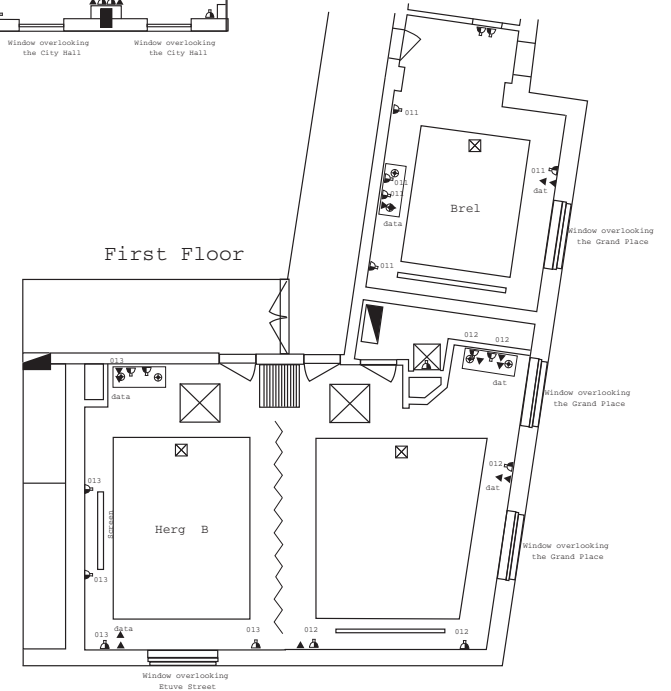 Window overlooking
the City Hall
Window overlooking
the City Hall
011
011
011
011
dat
Brel
data
Window overlooking
the Grand Place
First Floor
011
012
012
013
dat
data
Window overlooking
the Grand Place
012
013
dat
Screen
Herg B
Window overlooking
the Grand Place
013
data
013
013
012
012
Window overlooking
Etuve Street